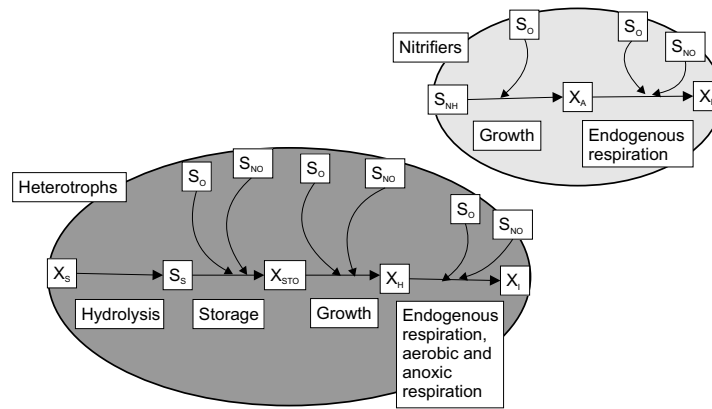 S_O
S_O
Nitrifiers
S_NO
S_NH
X_A
X_I
Growth
Endogenous
respiration
Heterotrophs
S_O
S_NO
S_O
S_NO
S_O
S_NO
X_S
S_S
X_STO
X_H
X_I
Hydrolysis
Storage
Growth
Endogenous
respiration,
aerobic and
anoxic
respiration